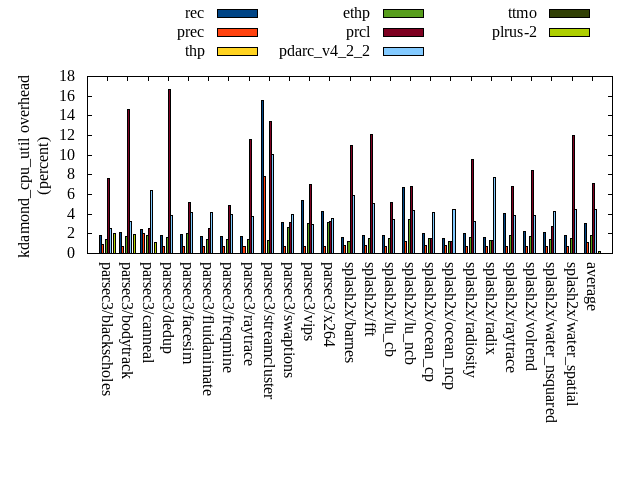 rec ethp ttmo
prec prcl plrus-2
thp pdarc_v4_2_2
kdamond_cpu_util overhead
(percent)
18
16
14
12
10
8
6
4
2
0
parsec3/blackscholes
parsec3/bodytrack
parsec3/canneal
parsec3/dedup
parsec3/facesim
parsec3/fluidanimate
parsec3/freqmine
parsec3/raytrace
parsec3/streamcluster
parsec3/swaptions
parsec3/vips
parsec3/x264
splash2x/barnes
splash2x/fft
splash2x/lu_cb
splash2x/lu_ncb
splash2x/ocean_cp
splash2x/ocean_ncp
splash2x/radiosity
splash2x/radix
splash2x/raytrace
splash2x/volrend
splash2x/water_nsquared
splash2x/water_spatial
average